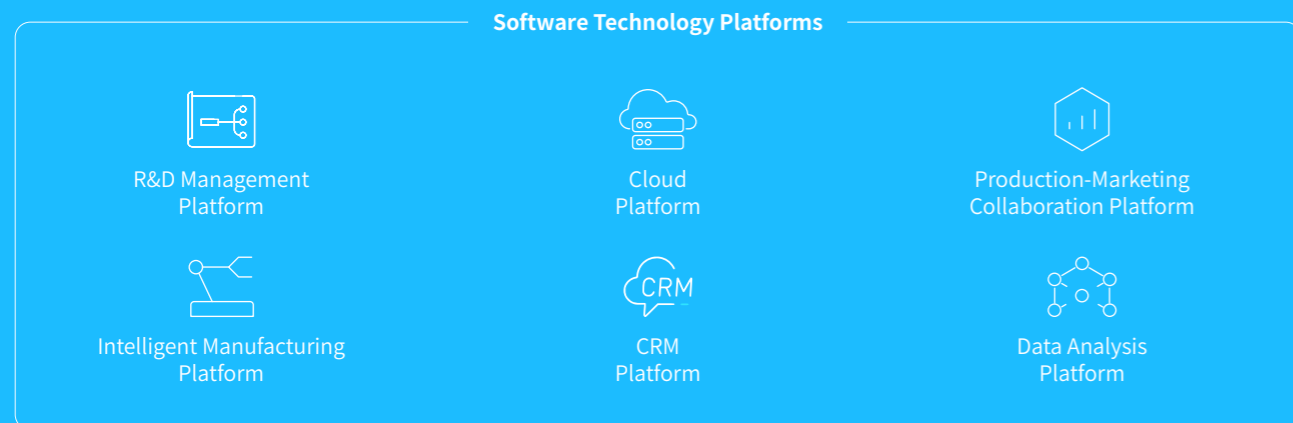 Software Technology Platforms
R&D Management
Platform
Cloud
Platform
Production-Marketing
Collaboration Platform
Intelligent Manufacturing
Platform
CRM
CRM
Platform
Data Analysis
Platform